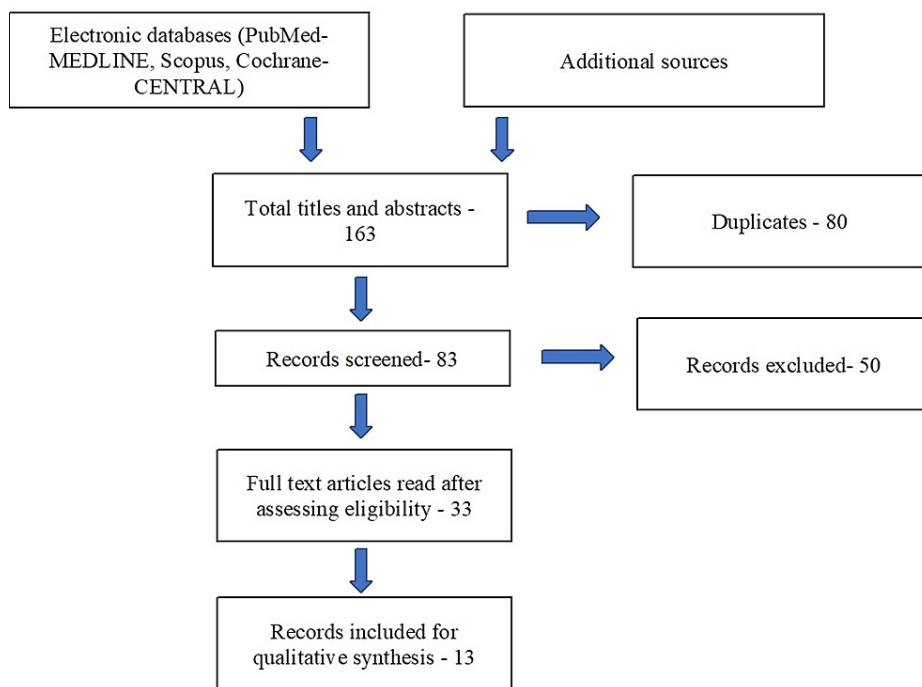 Electronic databases (PubMed-
MEDLINE, Scopus, Cochrane-
CENTRAL)
Additional sources
Total titles and abstracts -
163
Duplicates - 80
Records screened- 83
Records excluded- 50
Full text articles read after
assessing eligibility - 33
Records included for
qualitative synthesis - 13